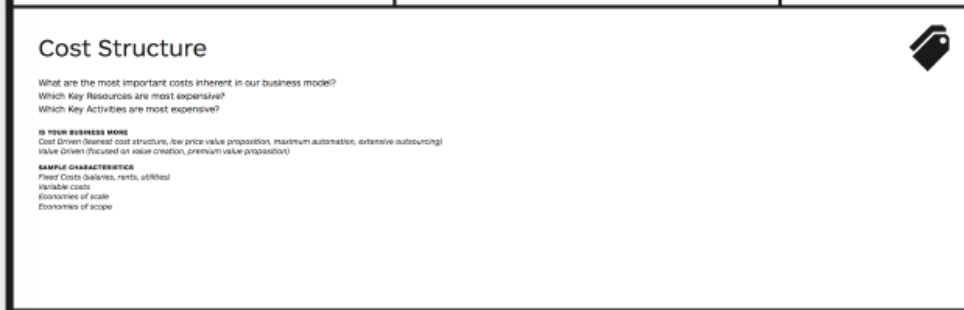 Cost Structure
What are the most important costs inherent in our business model?
Which Key Resources are most expensive?
Which Key Activities are most expensive?
IS YOUR BUSINESS MORE
Cost Driven (leanest cost structure, low price value proposition, maximum automation, extensive outsourcing)
Value Driven (focused on value creation, premium value proposition)
SAMPLE CHARACTERISTICS
Fixed Costs (salaries, rents, utilities)
Variable costs
Economies of scale
Economies of scope